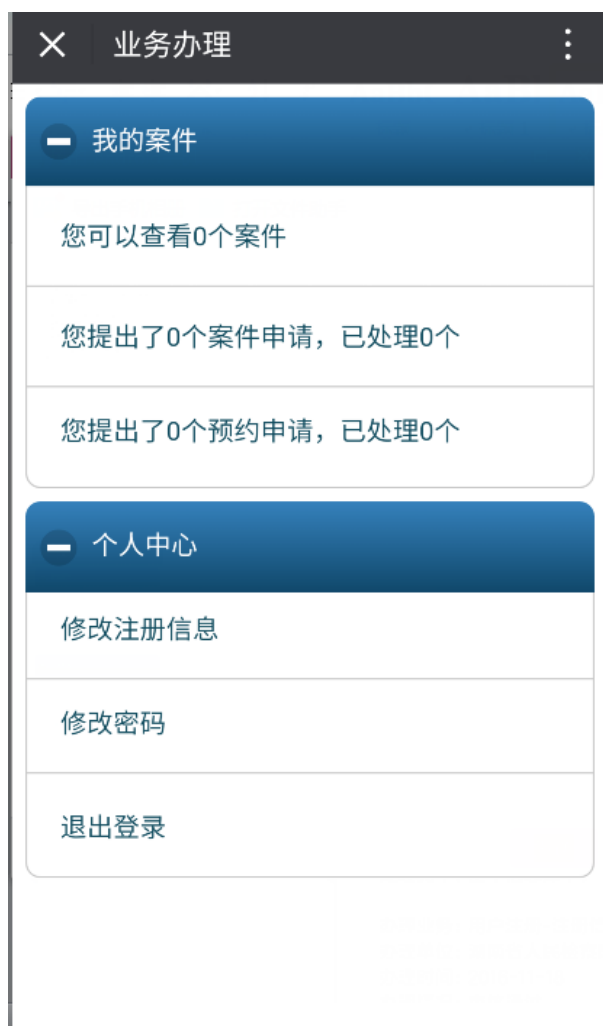 业务办理
我的案件
您可以查看0个案件
您提出了0个案件申请，已处理0个
您提出了0个预约申请，已处理0个
个人中心
修改注册信息
修改密码
退出登录